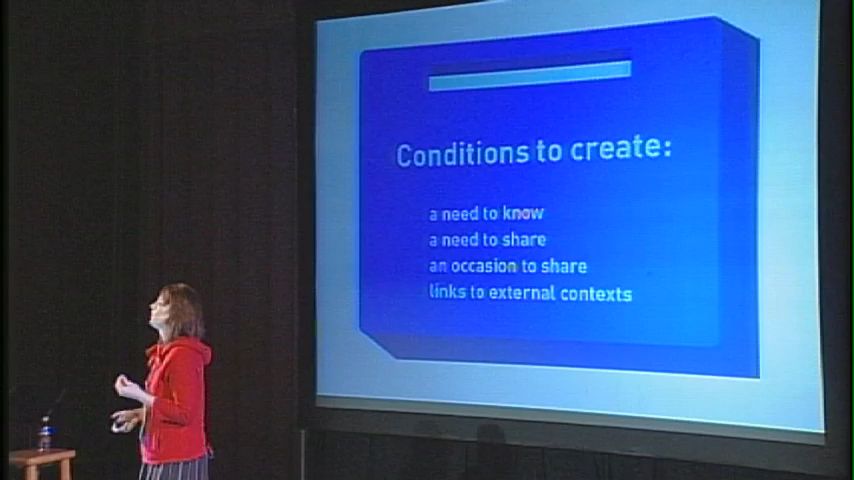 Conditions to create:
a need to know
a need to share
an occasion to share
links to external contexts